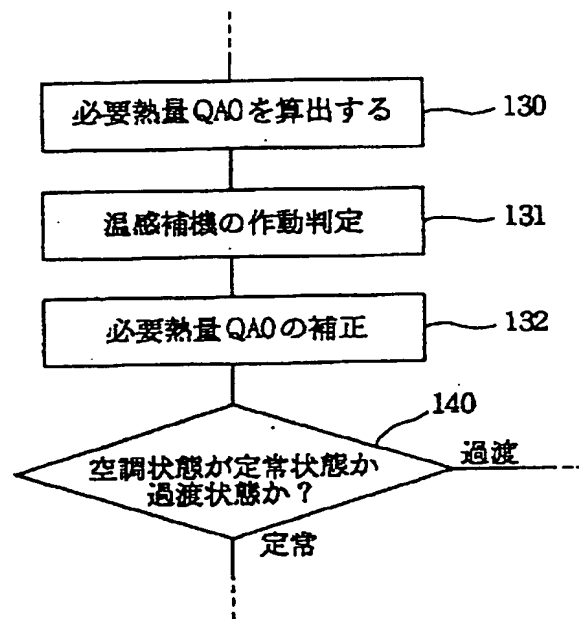 必要熱量QA0を算出する
130
温感補機の作動判定
131
必要熱量QA0の補正
132
140
空調状態が定常状態か
過渡状態か？
過渡
定常